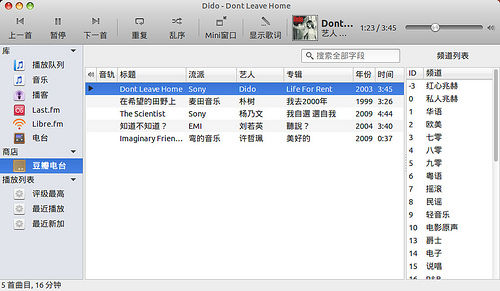 Dido - Dont Leave Home
上一首 暂停 下一首 重复 乱序 Mini窗口 显示歌词
Dont...
艺人 ...
1:23 / 3:45
库
播放队列
音乐
播客
Last.fm
Libre.fm
电台
商店
豆瓣电台
播放列表
评级最高
最近播放
最近新加
搜索全部字段
音轨 标题 流派 艺人 专辑 年份 时间
Dont Leave Home Sony Dido Life For Rent 2003 3:45
在希望的田野上 麦田音乐 朴树 我去2000年 1999 3:26
The Scientist Sony 杨乃文 我自選 選自我 2009 4:44
知道不知道？ EMI 刘若英 聽說？ 2004 3:40
Imaginary Frien... 弯的音乐 许哲珮 美好的 2009 0:37
频道列表
ID 频道
-3 红心兆赫
0 私人兆赫
1 华语
2 欧美
3 七零
4 八零
5 九零
6 粤语
7 摇滚
8 民谣
9 轻音乐
10 电影原声
13 爵士
14 电子
15 说唱
16 R&B
5 首曲目, 16 分钟